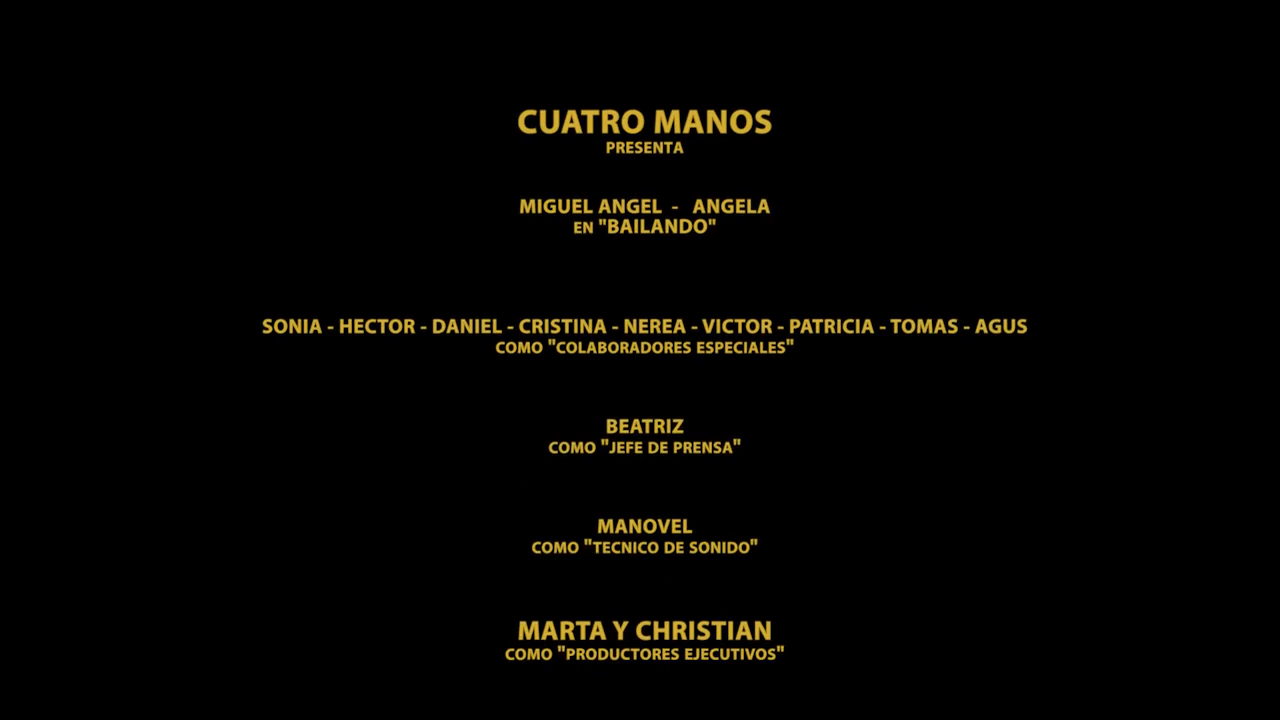 CUATRO MANOS
PRESENTA
MIGUEL ANGEL - ANGELA
EN "BAILANDO"
SONIA - HECTOR - DANIEL - CRISTINA - NEREA - VICTOR - PATRICIA - TOMAS - AGUS
COMO "COLABORADORES ESPECIALES"
BEATRIZ
COMO "JEFE DE PRENSA"
MANOVEL
COMO "TECNICO DE SONIDO"
MARTA Y CHRISTIAN
COMO "PRODUCTORES EJECUTIVOS"